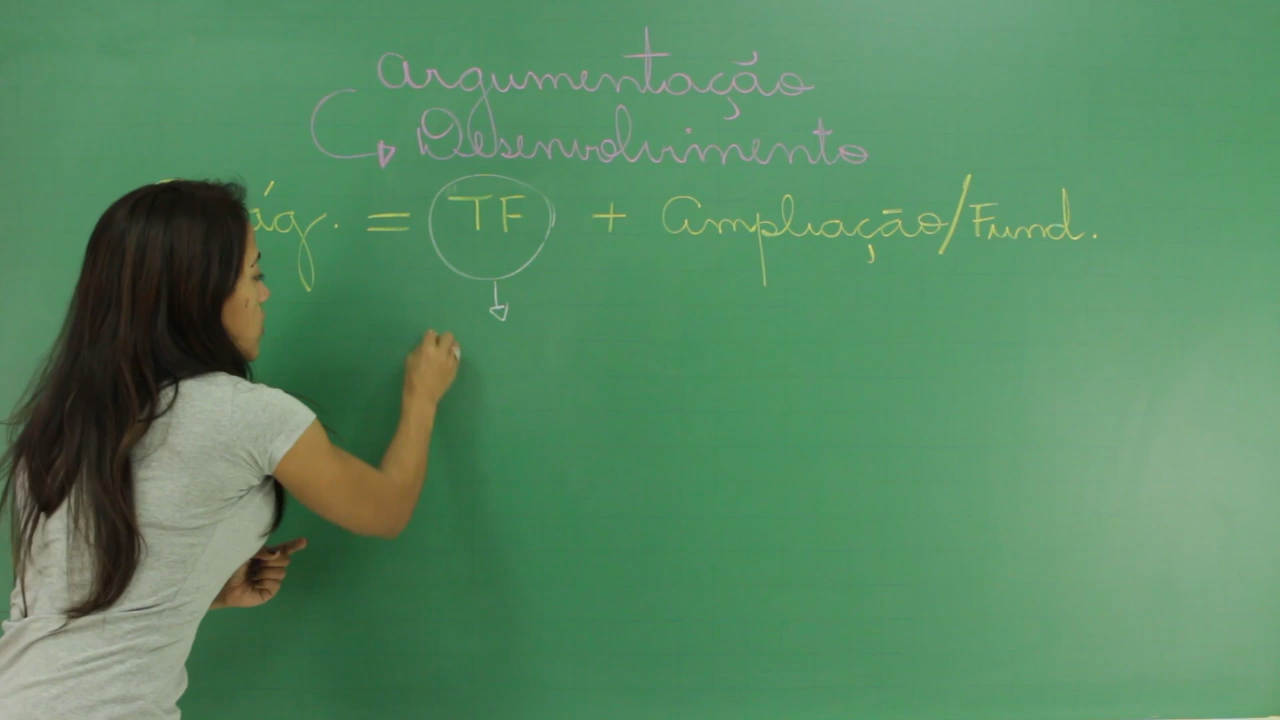 argumentação
Desenvolvimento
ág. = TF + ampliação/Fund.